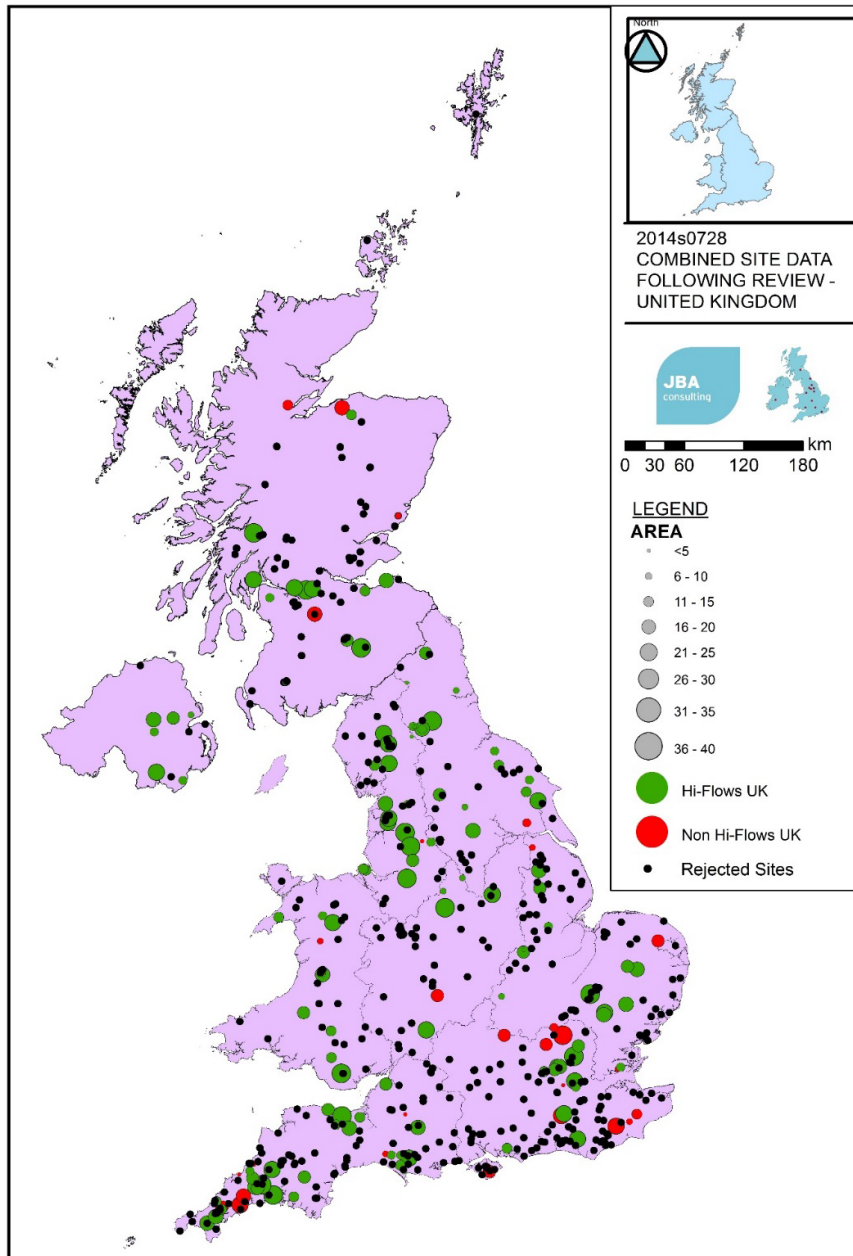 North
2014s0728
COMBINED SITE DATA
FOLLOWING REVIEW -
UNITED KINGDOM
JBA
consulting
km
0 30 60 120 180
LEGEND
AREA
<5
6 - 10
11 - 15
16 - 20
21 - 25
26 - 30
31 - 35
36 - 40
Hi-Flows UK
Non Hi-Flows UK
Rejected Sites